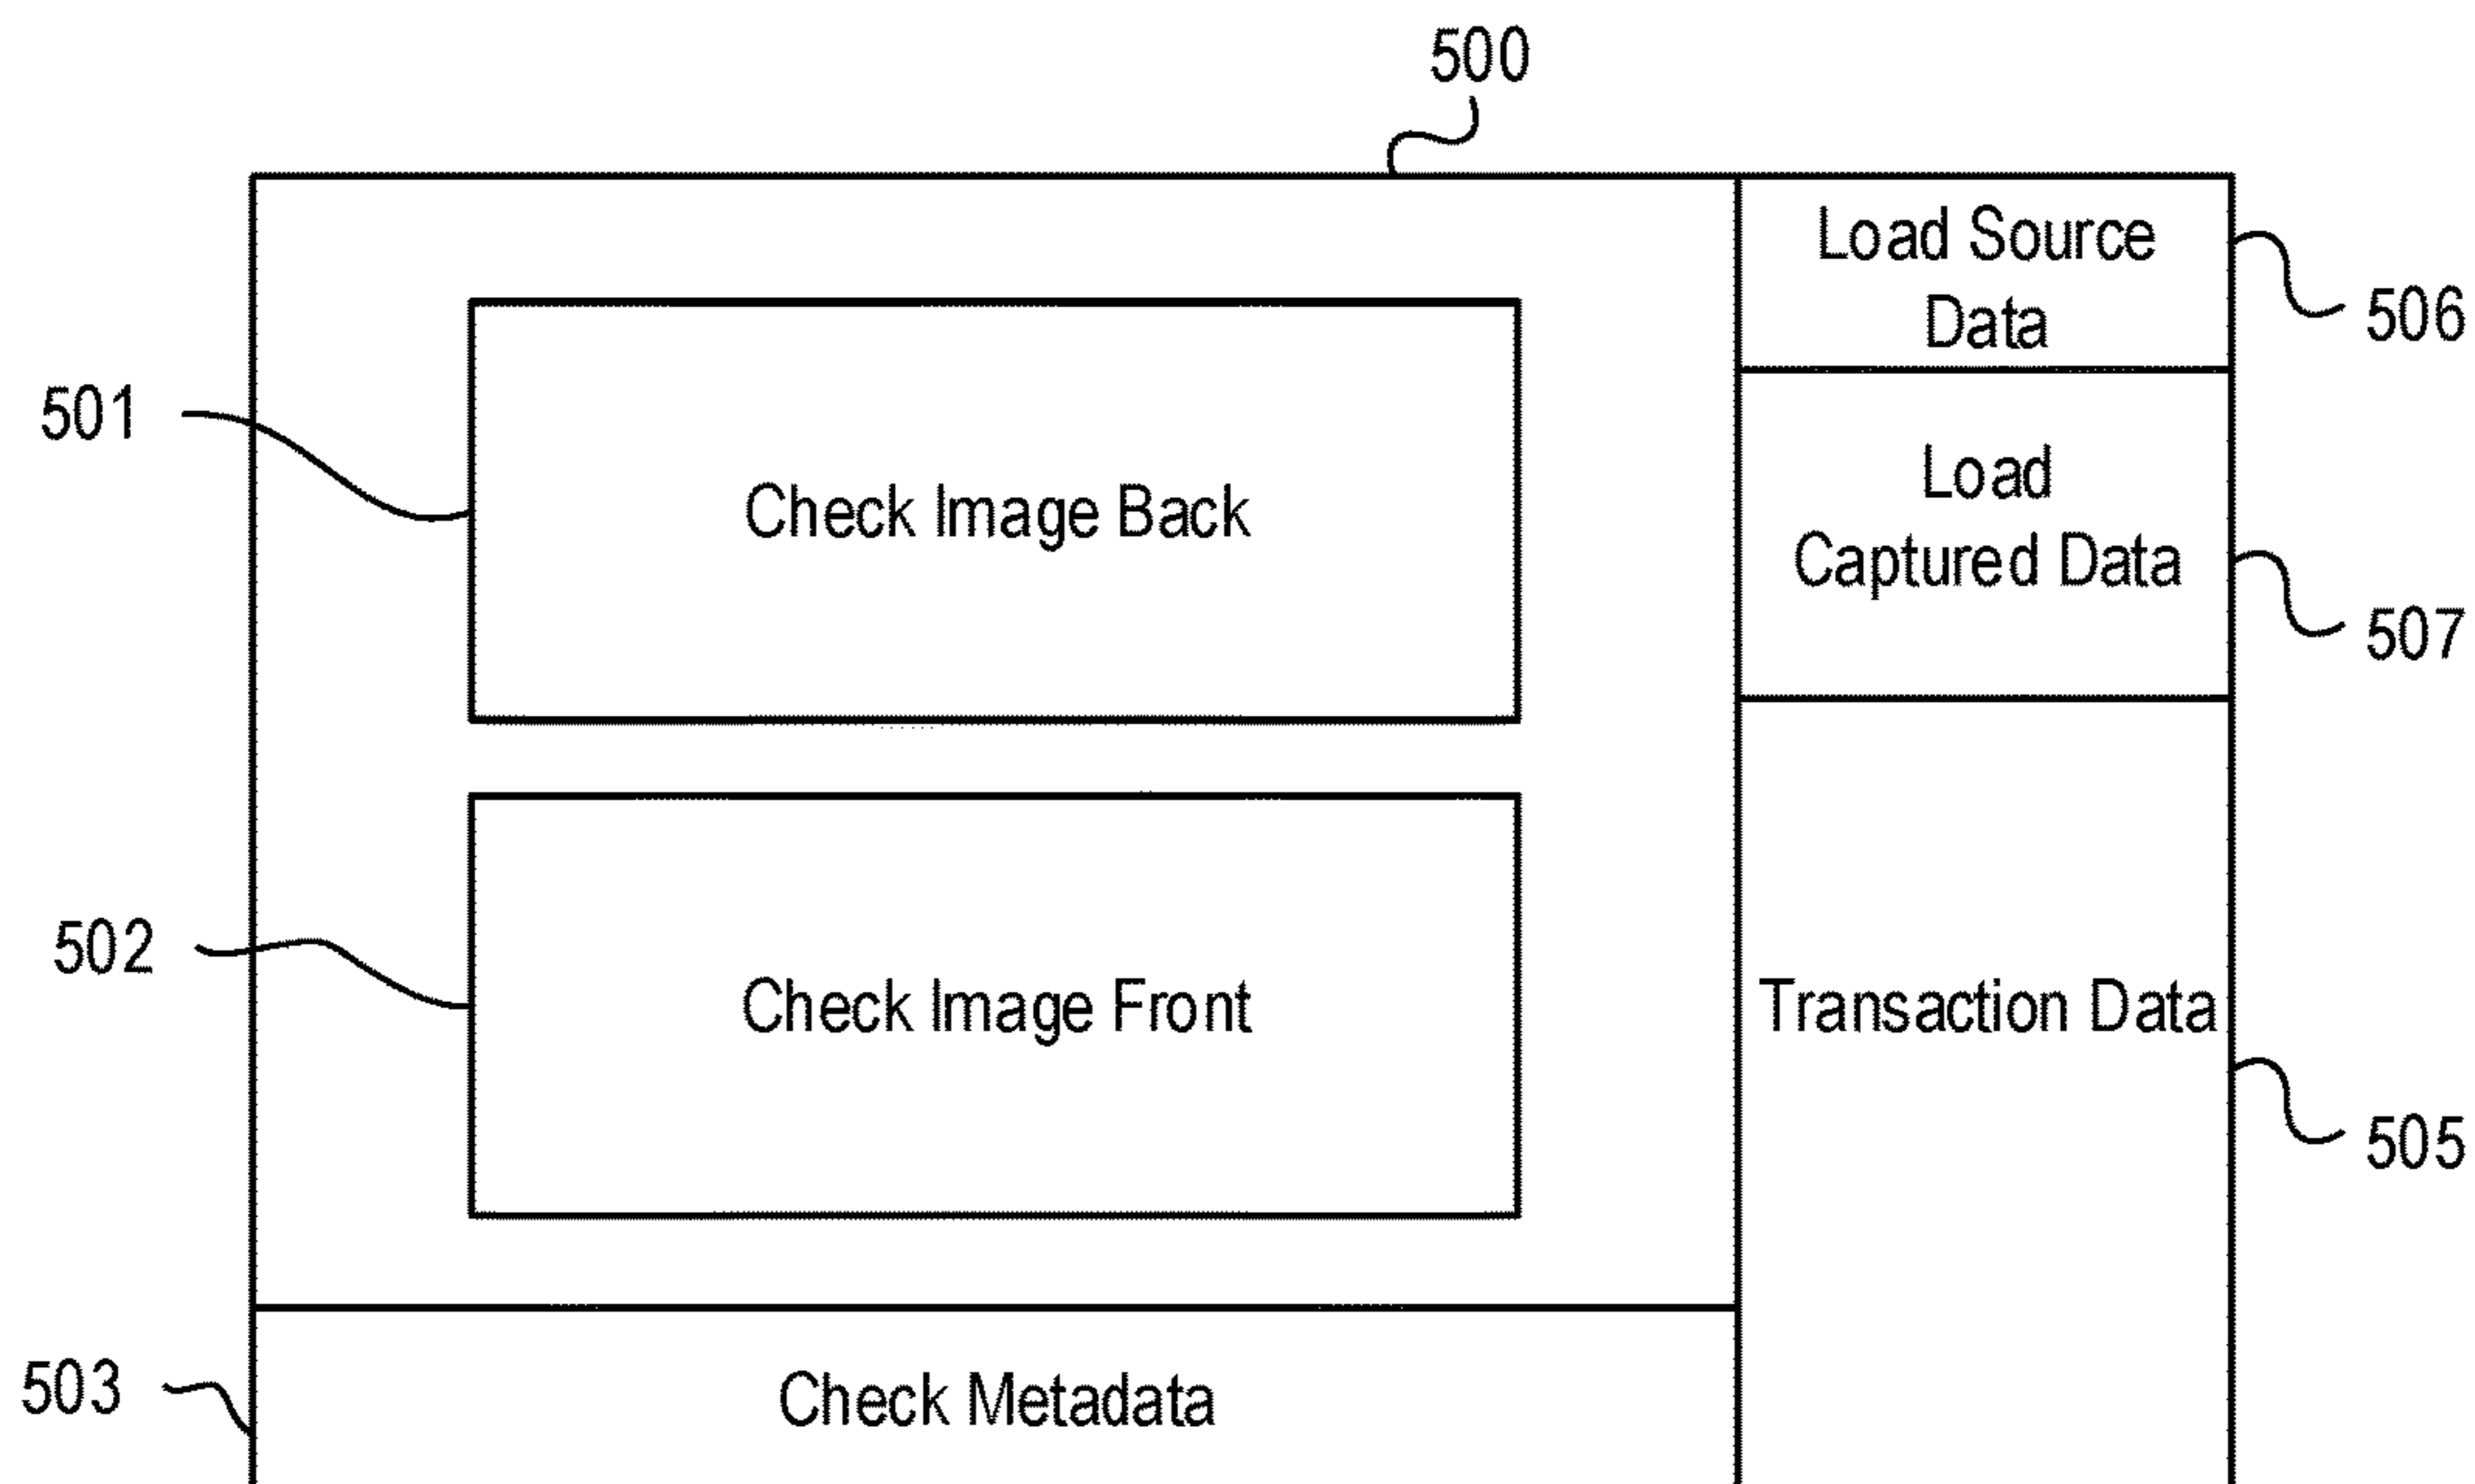 500
Load Source
Data
506
501
Check Image Back
Load
Captured Data
507
502
Check Image Front
Transaction Data
505
503
Check Metadata